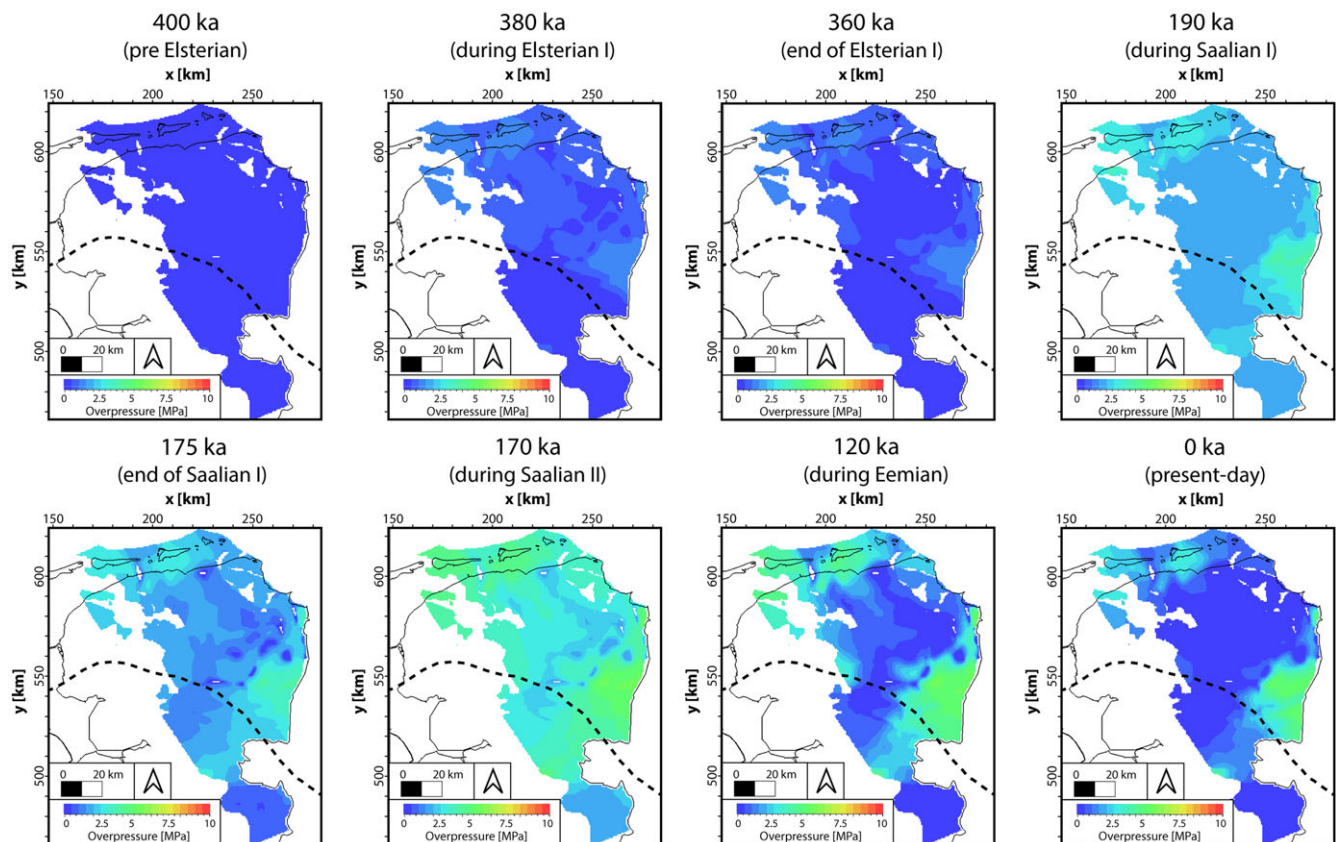 400 ka
(pre Elsterian)
x [km]
150 200 250
600
550
500
y [km]
0 20 km
0 2.5 5 7.5 10
Overpressure [MPa]
380 ka
(during Elsterian I)
x [km]
150 200 250
600
550
500
y [km]
0 20 km
0 2.5 5 7.5 10
Overpressure [MPa]
360 ka
(end of Elsterian I)
x [km]
150 200 250
600
550
500
y [km]
0 20 km
0 2.5 5 7.5 10
Overpressure [MPa]
190 ka
(during Saalian I)
x [km]
150 200 250
600
550
500
y [km]
0 20 km
0 2.5 5 7.5 10
Overpressure [MPa]
175 ka
(end of Saalian I)
x [km]
150 200 250
600
550
500
y [km]
0 20 km
0 2.5 5 7.5 10
Overpressure [MPa]
170 ka
(during Saalian II)
x [km]
150 200 250
600
550
500
y [km]
0 20 km
0 2.5 5 7.5 10
Overpressure [MPa]
120 ka
(during Eemian)
x [km]
150 200 250
600
550
500
y [km]
0 20 km
0 2.5 5 7.5 10
Overpressure [MPa]
0 ka
(present-day)
x [km]
150 200 250
600
550
500
y [km]
0 20 km
0 2.5 5 7.5 10
Overpressure [MPa]